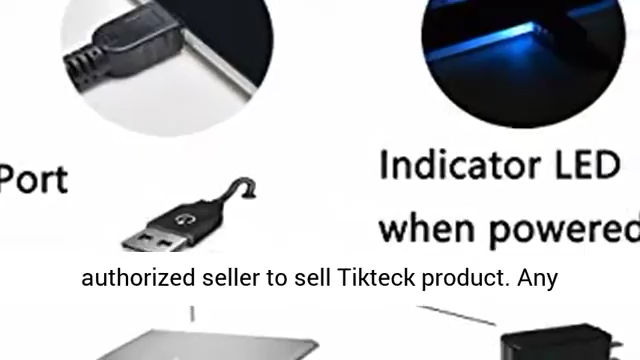 Port
Indicator LED
when powered
authorized seller to sell Tikteck product. Any